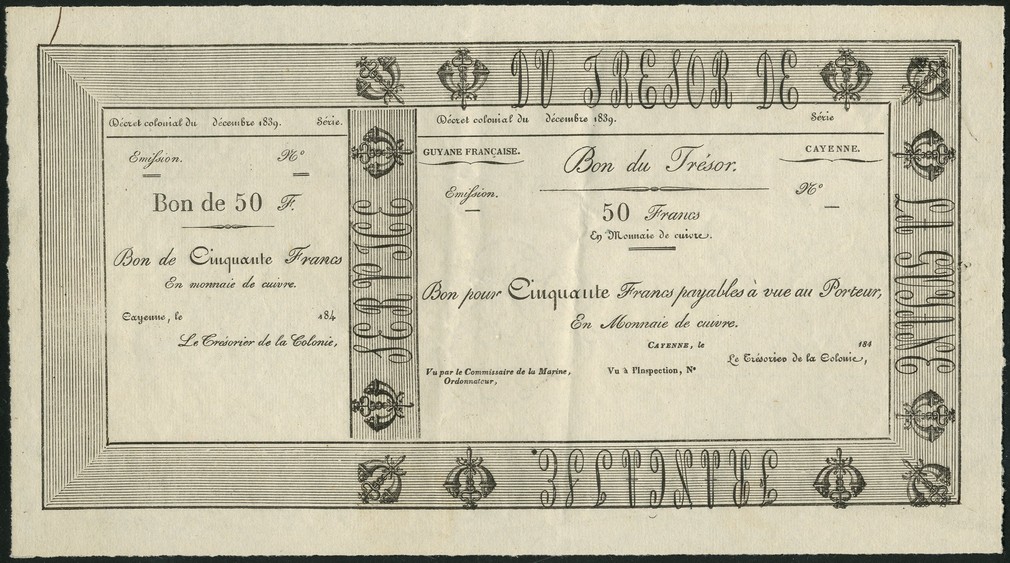 DU TRESOR DE
LA GUYANE
FRANCAISE.
SERVICE
Décret colonial du décembre 1839. Série.
Emission. N°
Bon de 50 F.
Bon de Cinquante Francs
En monnaie de cuivre.
Cayenne, le 184
Le Trésorier de la Colonie,
Décret colonial du décembre 1839. Série
GUYANE FRANÇAISE. CAYENNE.
Bon du Trésor.
Emission. N°
50 Francs
En Monnaie de cuivre.
Bon pour Cinquante Francs payables à vue au Porteur,
En Monnaie de cuivre.
CAYENNE, le 184
Le Trésorier de la Colonie,
Vu par le Commissaire de la Marine, Vu à l'Inspection, N°
Ordonnateur,